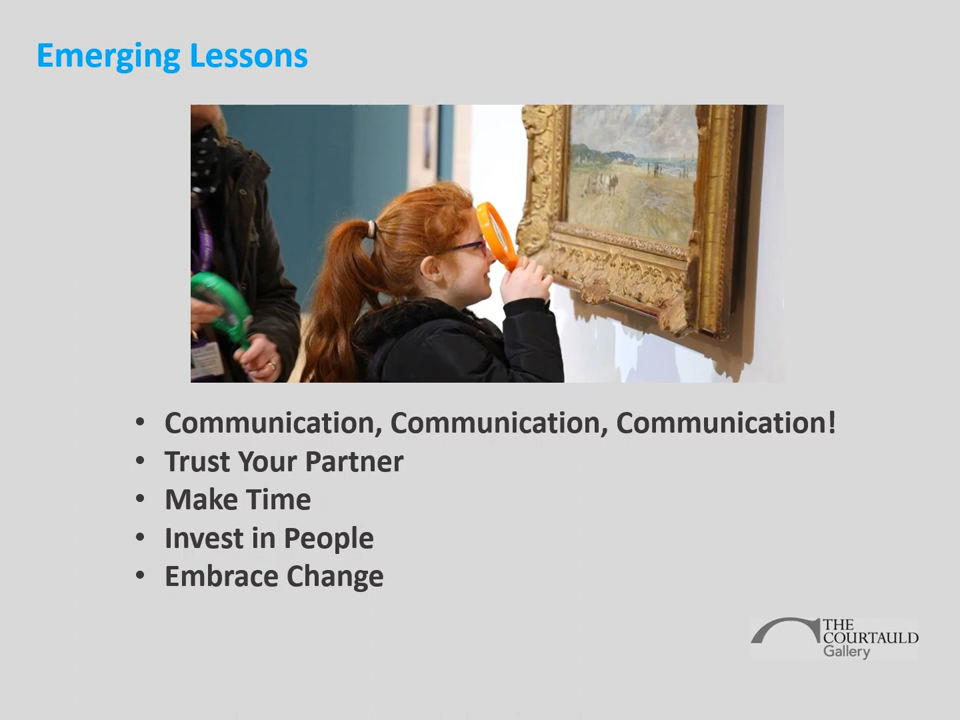 Emerging Lessons
• Communication, Communication, Communication!
• Trust Your Partner
• Make Time
• Invest in People
• Embrace Change
THE
COURTAULD
Gallery